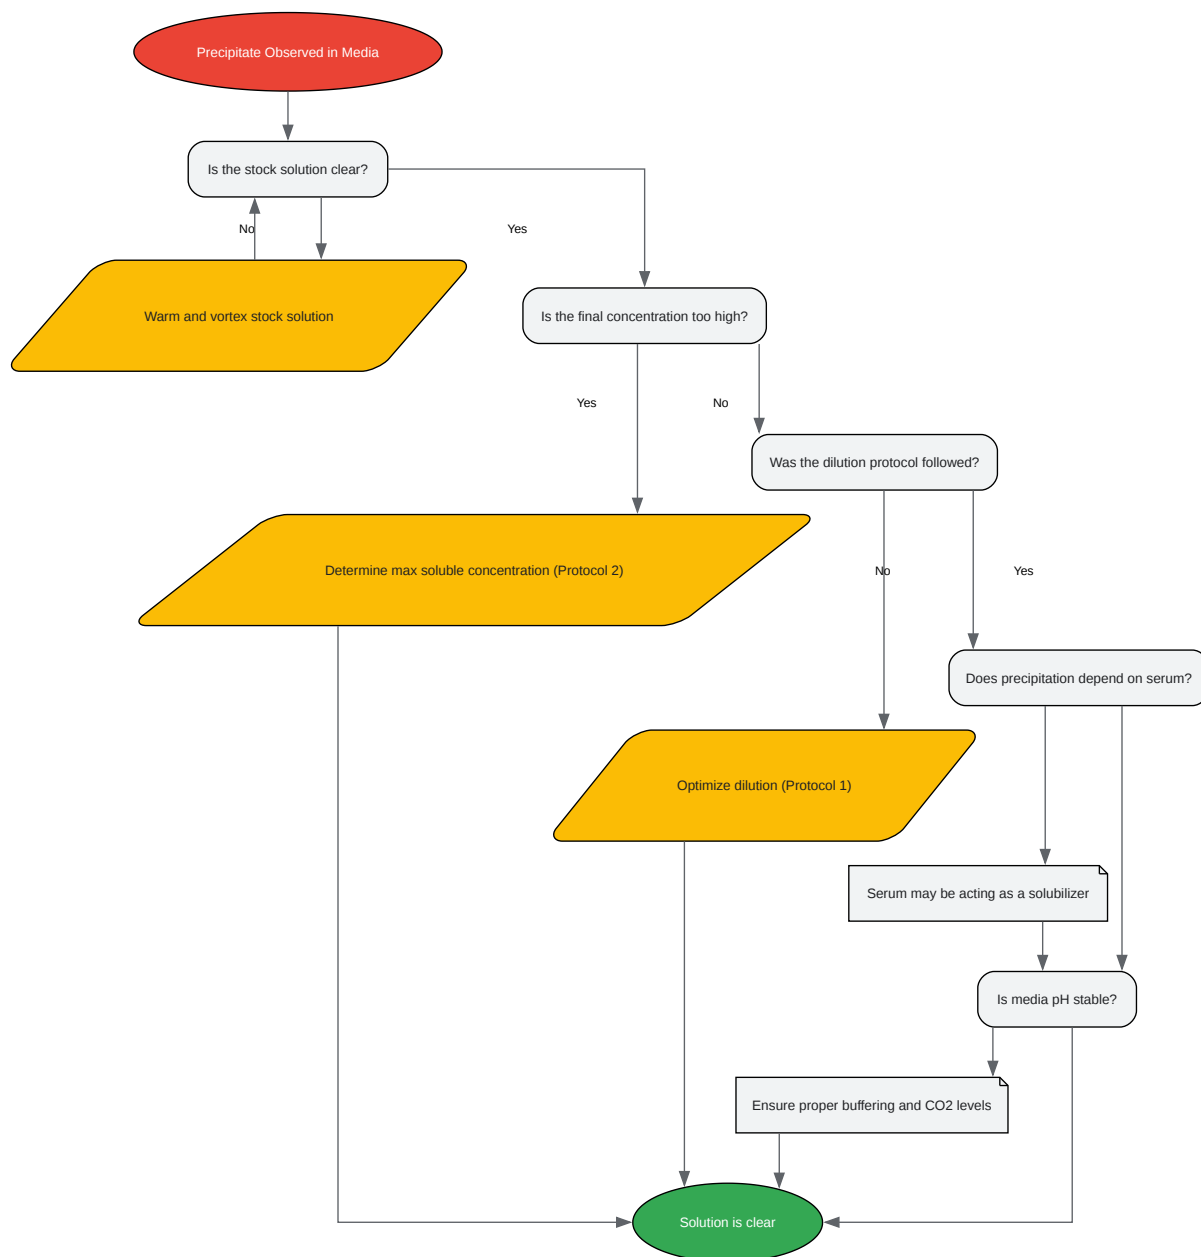 Precipitate Observed in Media
Is the stock solution clear?
No
Yes
Warm and vortex stock solution
Is the final concentration too high?
Yes
No
Was the dilution protocol followed?
Determine max soluble concentration (Protocol 2)
No
Yes
Does precipitation depend on serum?
Optimize dilution (Protocol 1)
Serum may be acting as a solubilizer
Is media pH stable?
Ensure proper buffering and CO2 levels
Solution is clear